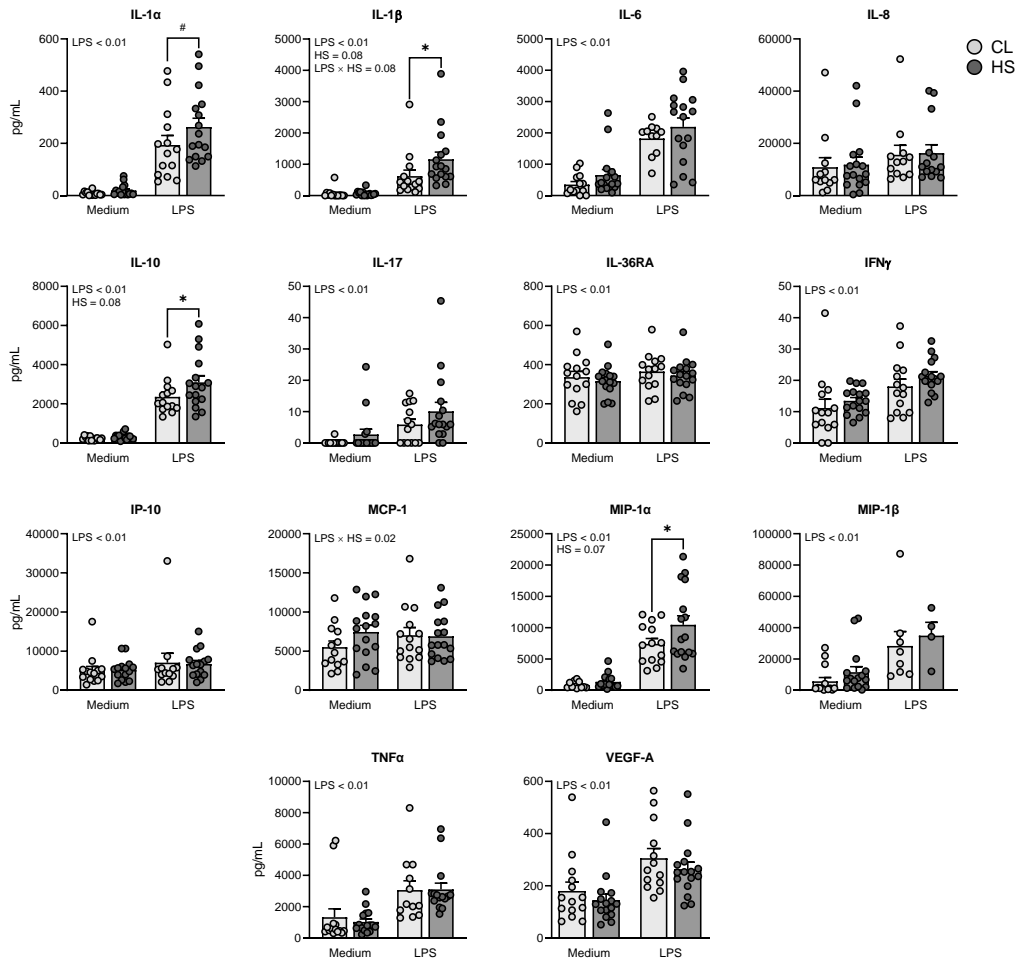 IL-1α
IL-1β
IL-6
IL-8
CL
HS
pg/mL
600
400
200
0
LPS < 0.01
#
Medium
LPS
5000
4000
3000
2000
1000
0
LPS < 0.01
HS = 0.08
LPS × HS = 0.08
*
Medium
LPS
5000
4000
3000
2000
1000
0
LPS < 0.01
Medium
LPS
60000
40000
20000
0
Medium
LPS
IL-10
IL-17
IL-36RA
IFNγ
pg/mL
8000
6000
4000
2000
0
LPS < 0.01
HS = 0.08
*
Medium
LPS
50
40
30
20
10
0
LPS < 0.01
Medium
LPS
800
600
400
200
0
LPS < 0.01
Medium
LPS
50
40
30
20
10
0
LPS < 0.01
Medium
LPS
IP-10
MCP-1
MIP-1α
MIP-1β
pg/mL
40000
30000
20000
10000
0
LPS < 0.01
Medium
LPS
20000
15000
10000
5000
0
LPS × HS = 0.02
Medium
LPS
25000
20000
15000
10000
5000
0
LPS < 0.01
HS = 0.07
*
Medium
LPS
100000
80000
60000
40000
20000
0
LPS < 0.01
Medium
LPS
TNFα
VEGF-A
pg/mL
10000
8000
6000
4000
2000
0
LPS < 0.01
Medium
LPS
600
400
200
0
LPS < 0.01
Medium
LPS